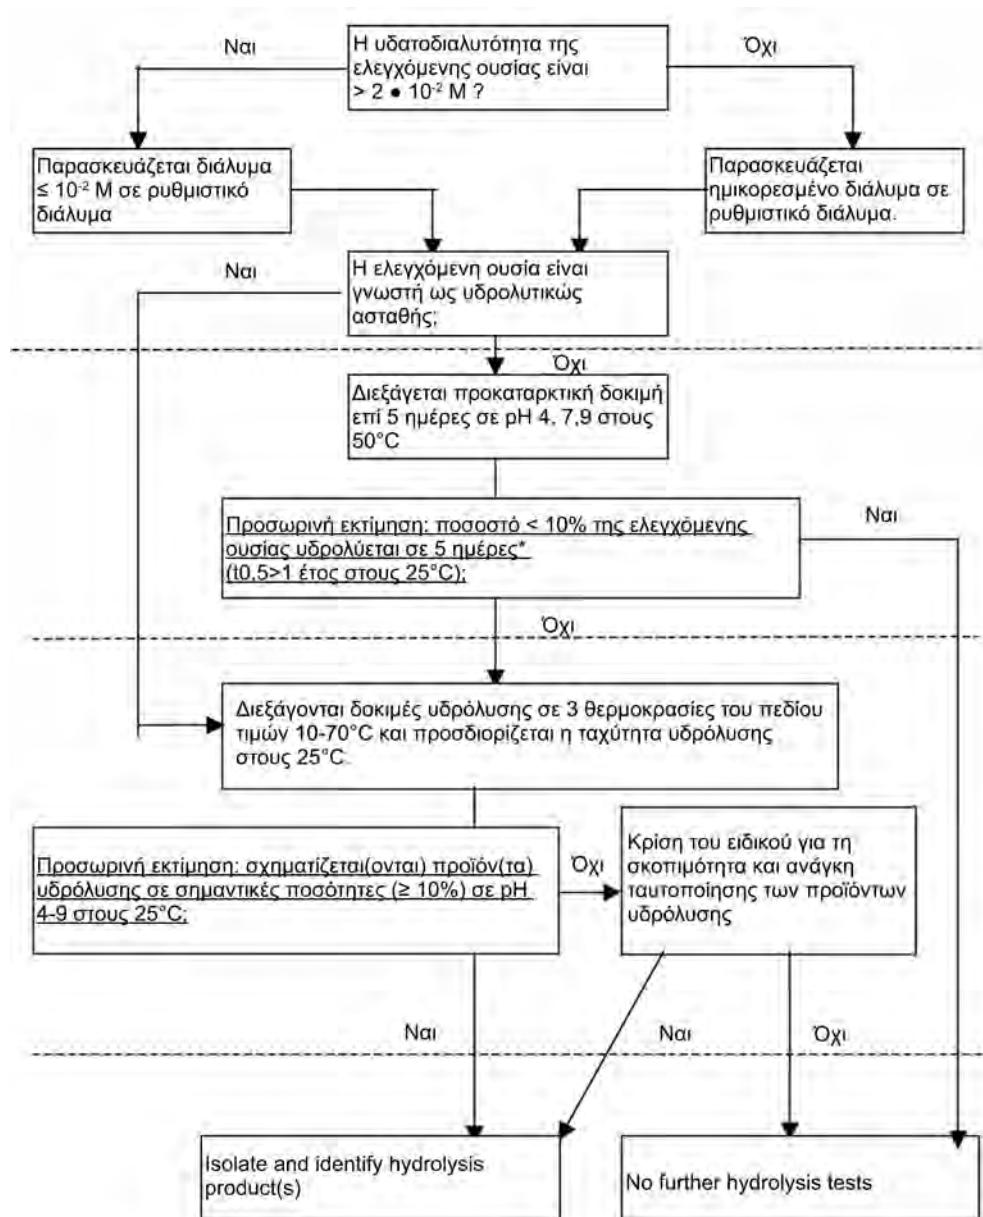 Ναι
Η υδατοδιαλυτότητα της
ελεγχόμενης ουσίας είναι
> 2 ● 10⁻² M ?
Όχι
Παρασκευάζεται διάλυμα
≤ 10⁻² M σε ρυθμιστικό
διάλυμα
Παρασκευάζεται
ημικορεσμένο διάλυμα σε
ρυθμιστικό διάλυμα.
Ναι
Η ελεγχόμενη ουσία είναι
γνωστή ως υδρολυτικώς
ασταθής;
Όχι
Διεξάγεται προκαταρκτική δοκιμή
επί 5 ημέρες σε pH 4, 7,9 στους
50°C
Προσωρινή εκτίμηση: ποσοστό < 10% της ελεγχόμενης
ουσίας υδρολύεται σε 5 ημέρες*
(t0,5>1 έτος στους 25°C);
Ναι
Όχι
Διεξάγονται δοκιμές υδρόλυσης σε 3 θερμοκρασίες του πεδίου
τιμών 10-70°C και προσδιορίζεται η ταχύτητα υδρόλυσης
στους 25°C.
Προσωρινή εκτίμηση: σχηματίζεται(ονται) προϊόν(τα)
υδρόλυσης σε σημαντικές ποσότητες (≥ 10%) σε pH
4-9 στους 25°C;
Όχι
Κρίση του ειδικού για τη
σκοπιμότητα και ανάγκη
ταυτοποίησης των προϊόντων
υδρόλυσης
Ναι
Ναι
Όχι
Isolate and identify hydrolysis
product(s)
No further hydrolysis tests